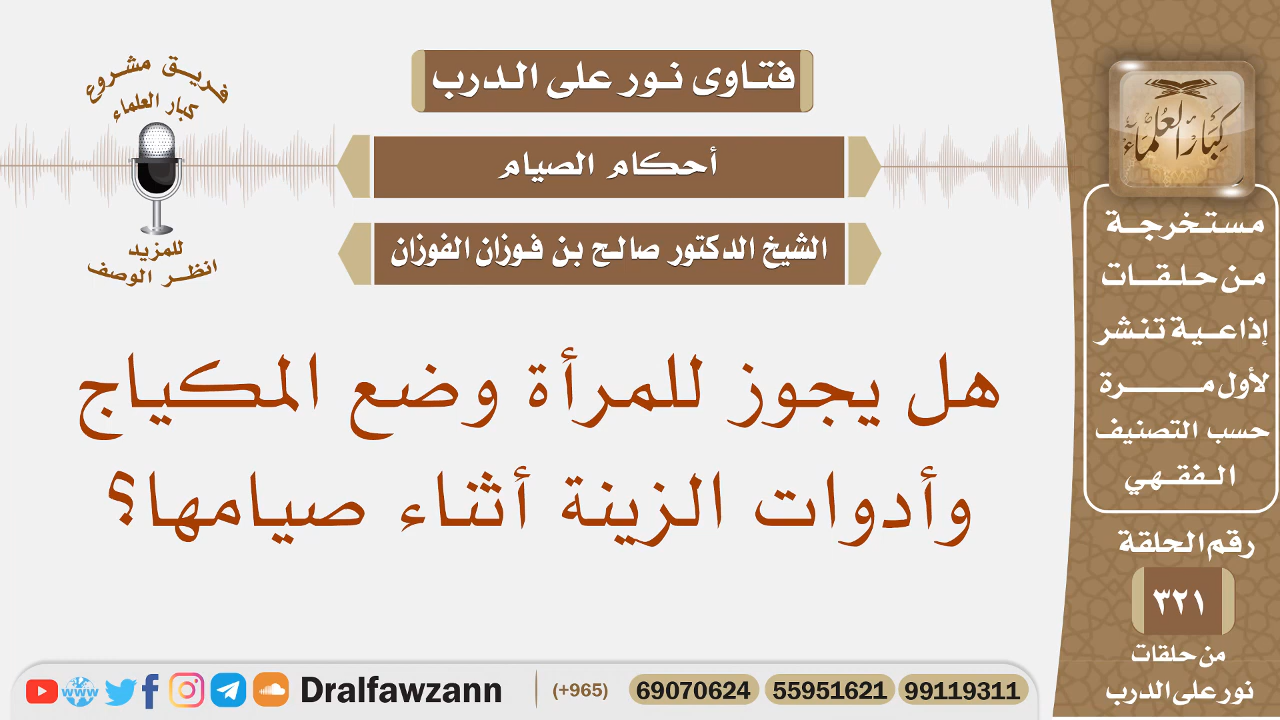 فتاوى نور على الدرب
أحكام الصيام
الشيخ الدكتور صالح بن فوزان الفوزان
هل يجوز للمرأة وضع المكياج
وأدوات الزينة أثناء صيامها؟
فريق مشروع
كبار العلماء
للمزيد
انظر الوصف
كبار العلماء
مستخرجة
من حلقات
إذاعية تنشر
لأول مرة
حسب التصنيف
الفقهي
رقم الحلقة
٣٢١
من حلقات
نور على الدرب
www
Dralfawzann
(+965)
69070624
55951621
99119311